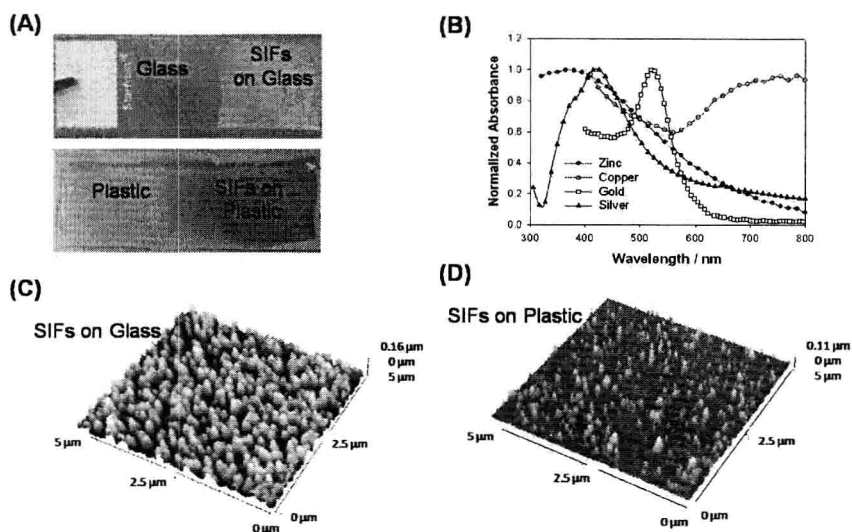 (A)
Glass
SIFs
on Glass
Plastic
SIFs on
Plastic
(B)
Normalized Absorbance
1.0
0.8
0.6
0.4
0.2
0.0
Zinc
Copper
Gold
Silver
300
400
500
600
700
800
Wavelength / nm
(C)
SIFs on Glass
0.16 µm
0 µm
5 µm
5 µm
2.5 µm
2.5 µm
0 µm
0 µm
(D)
SIFs on Plastic
0.11 µm
0 µm
5 µm
5 µm
2.5 µm
2.5 µm
0 µm
0 µm